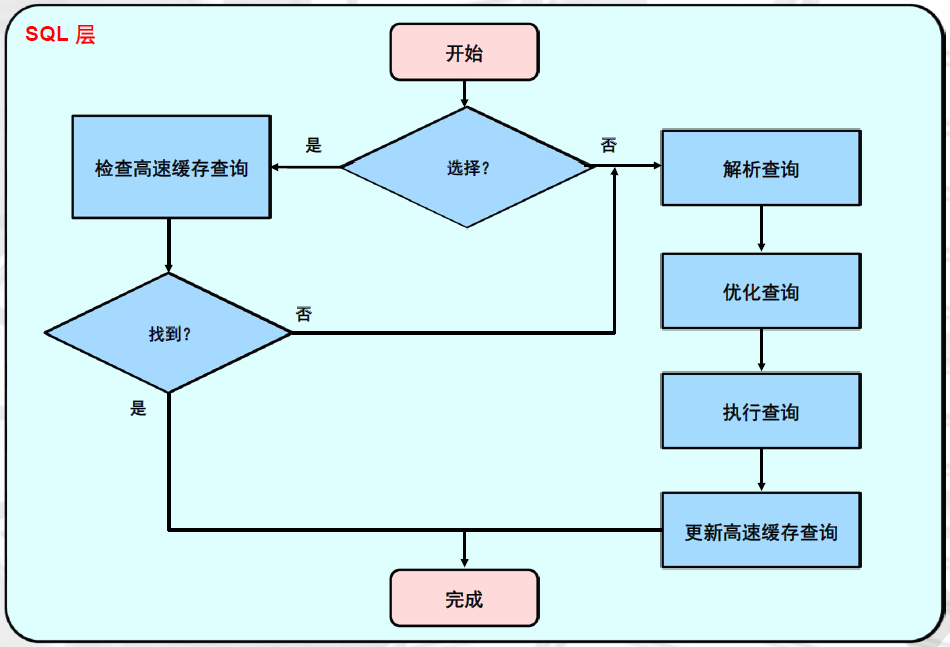 SQL 层
开始
选择?
是
否
检查高速缓存查询
解析查询
优化查询
找到?
否
是
执行查询
更新高速缓存查询
完成